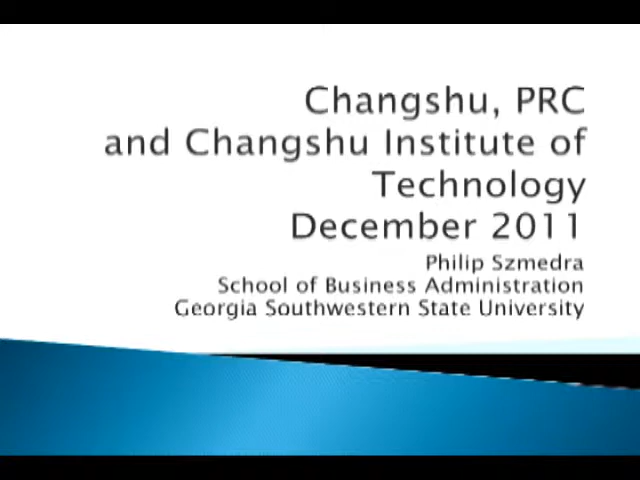 Changshu, PRC
and Changshu Institute of
Technology
December 2011
Philip Szmedra
School of Business Administration
Georgia Southwestern State University